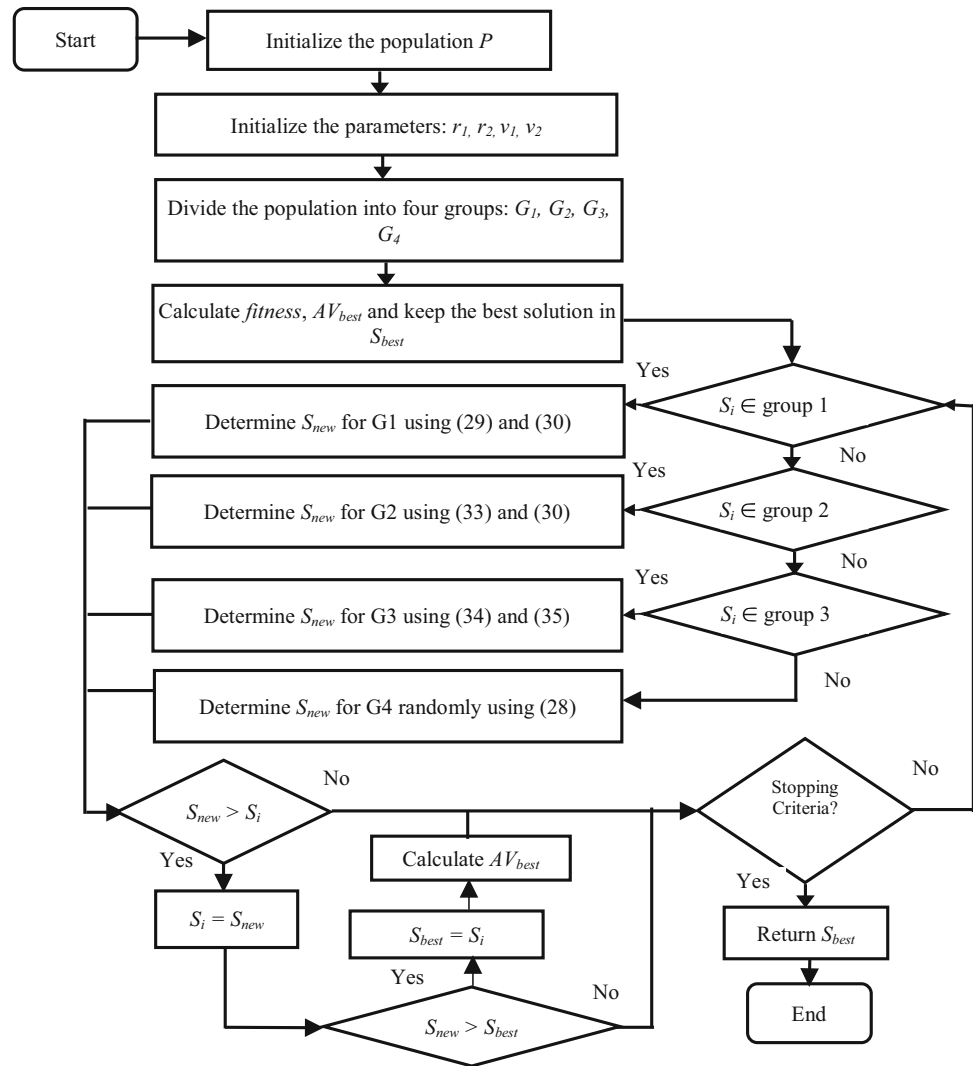 Start
Initialize the population P
Initialize the parameters: r1, r2, v1, v2
Divide the population into four groups: G1, G2, G3,
G4
Calculate fitness, AVbest and keep the best solution in
Sbest
Yes
Si ∈ group 1
Determine Snew for G1 using (29) and (30)
No
Yes
Si ∈ group 2
Determine Snew for G2 using (33) and (30)
No
Yes
Si ∈ group 3
Determine Snew for G3 using (34) and (35)
No
Determine Snew for G4 randomly using (28)
Snew > Si
No
Stopping
Criteria?
No
Yes
Calculate AVbest
Yes
Si = Snew
Sbest = Si
Return Sbest
Yes
No
Snew > Sbest
End